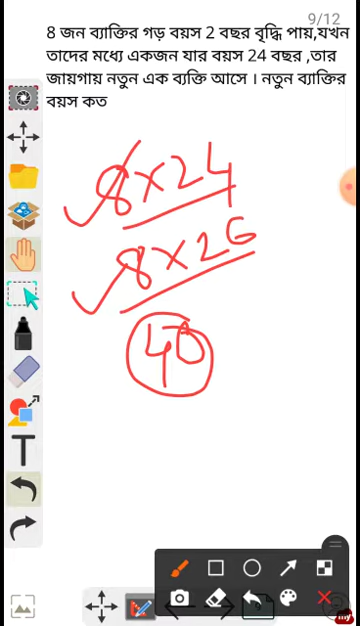 9/12
8 জন ব্যাক্তির গড় বয়স 2 বছর বৃদ্ধি পায়,যখন
তাদের মধ্যে একজন যার বয়স 24 বছর ,তার
জায়গায় নতুন এক ব্যক্তি আসে । নতুন ব্যাক্তির
বয়স কত
8×24
8×26
40
T
my